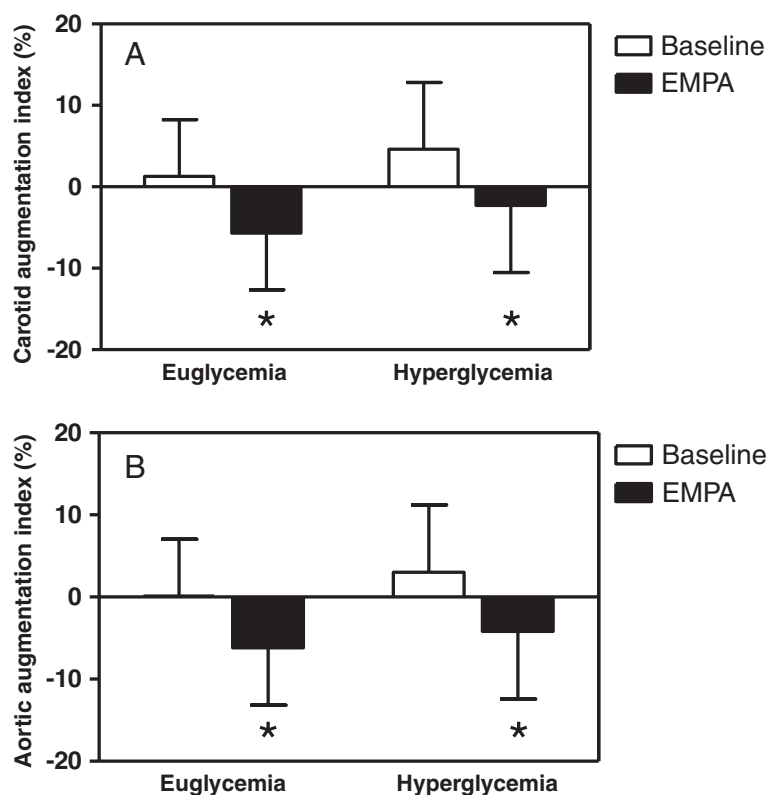 Carotid augmentation index (%)
20
10
0
-10
-20
A
Baseline
EMPA
*
*
Euglycemia
Hyperglycemia
Aortic augmentation index (%)
20
10
0
-10
-20
B
Baseline
EMPA
*
*
Euglycemia
Hyperglycemia